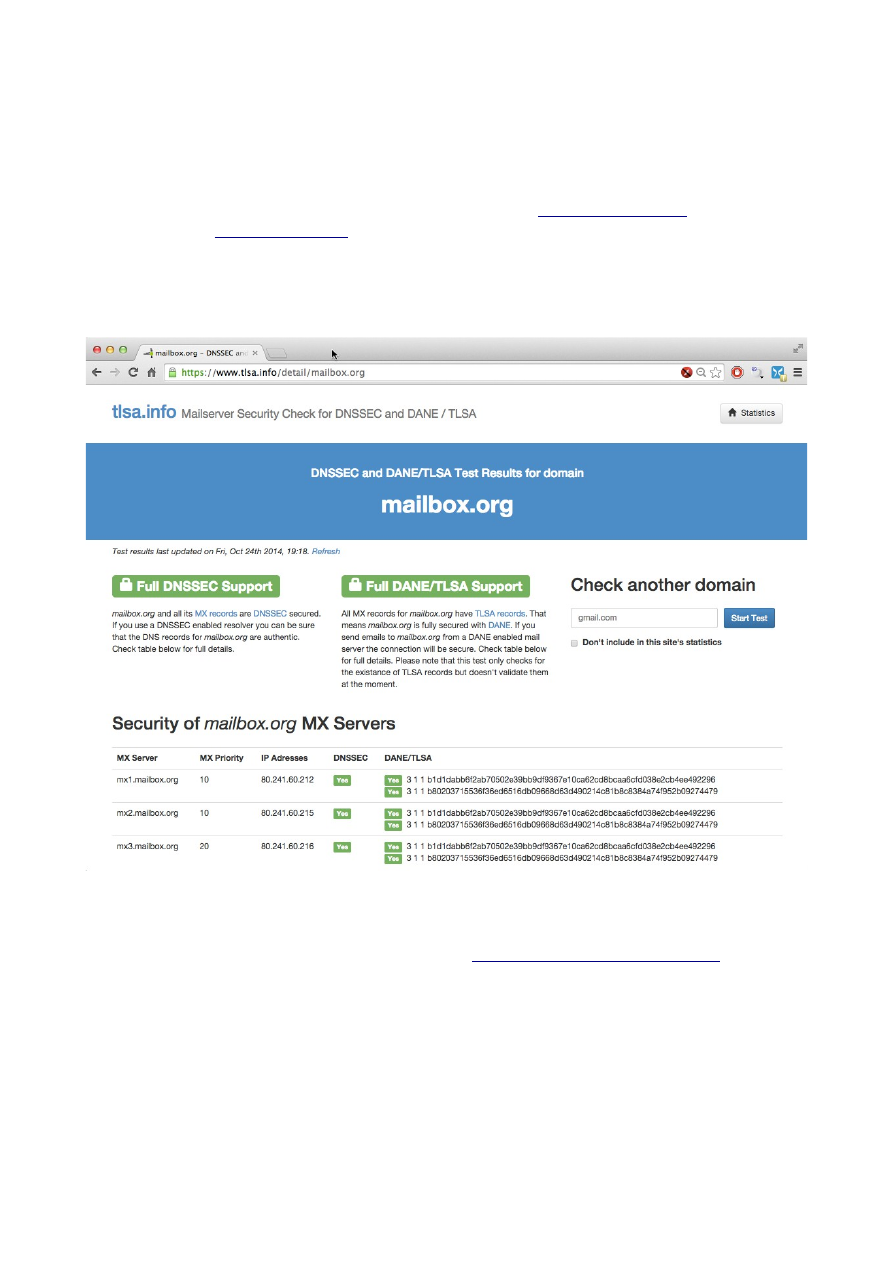 mailbox.org – DNSSEC an
https://www.tlsa.info/detail/mailbox.org
tlsa.info Mailserver Security Check for DNSSEC and DANE / TLSA
Statistics
DNSSEC and DANE/TLSA Test Results for domain
mailbox.org
Test results last updated on Fri, Oct 24th 2014, 19:18. Refresh
Full DNSSEC Support
mailbox.org and all its MX records are DNSSEC secured.
If you use a DNSSEC enabled resolver you can be sure
that the DNS records for mailbox.org are authentic.
Check table below for full details.
Full DANE/TLSA Support
All MX records for mailbox.org have TLSA records. That
means mailbox.org is fully secured with DANE. If you
send emails to mailbox.org from a DANE enabled mail
server the connection will be secure. Check table below
for full details. Please note that this test only checks for
the existance of TLSA records but doesn't validate them
at the moment.
Check another domain
gmail.com
Start Test
Don't include in this site's statistics
Security of mailbox.org MX Servers
MX Server MX Priority IP Adresses DNSSEC DANE/TLSA
mx1.mailbox.org 10 80.241.60.212 Yes Yes 3 1 1 b1d1dabb6f2ab70502e39bb9df9367e10ca62cd8bcaa6cfd038e2cb4ee492296
Yes 3 1 1 b80203715536f36ed6516db09668d63d490214c81b8c8384a74f952b09274479
mx2.mailbox.org 10 80.241.60.215 Yes Yes 3 1 1 b1d1dabb6f2ab70502e39bb9df9367e10ca62cd8bcaa6cfd038e2cb4ee492296
Yes 3 1 1 b80203715536f36ed6516db09668d63d490214c81b8c8384a74f952b09274479
mx3.mailbox.org 20 80.241.60.216 Yes Yes 3 1 1 b1d1dabb6f2ab70502e39bb9df9367e10ca62cd8bcaa6cfd038e2cb4ee492296
Yes 3 1 1 b80203715536f36ed6516db09668d63d490214c81b8c8384a74f952b09274479